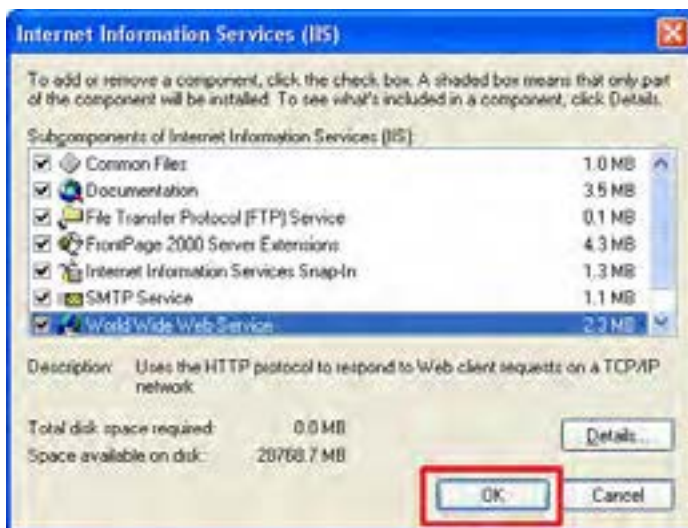 Internet Information Services (IIS)
To add or remove a component, click the check box. A shaded box means that only part
of the component will be installed. To see what's included in a component, click Details.
Subcomponents of Internet Information Services (IIS):
Common Files 1.0 MB
Documentation 3.5 MB
File Transfer Protocol (FTP) Service 0.1 MB
FrontPage 2000 Server Extensions 4.3 MB
Internet Information Services Snap-In 1.3 MB
SMTP Service 1.1 MB
World Wide Web Service 2.3 MB
Description: Uses the HTTP protocol to respond to Web client requests on a TCP/IP
network
Total disk space required: 0.0 MB
Details...
Space available on disk: 28768.7 MB
OK Cancel